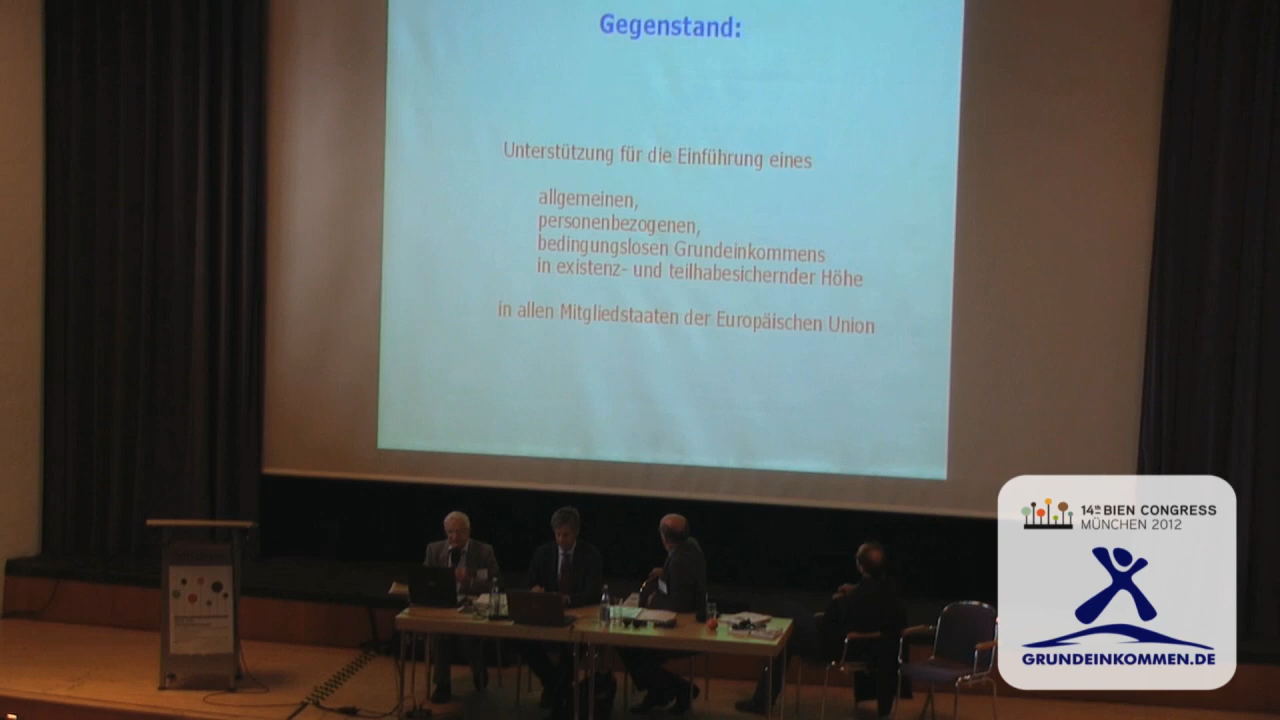 Gegenstand:
Unterstützung für die Einführung eines
allgemeinen,
personenbezogenen,
bedingungslosen Grundeinkommens
in existenz- und teilhabesichernder Höhe
in allen Mitgliedstaaten der Europäischen Union
14th BIEN CONGRESS
MÜNCHEN 2012
GRUNDEINKOMMEN.DE